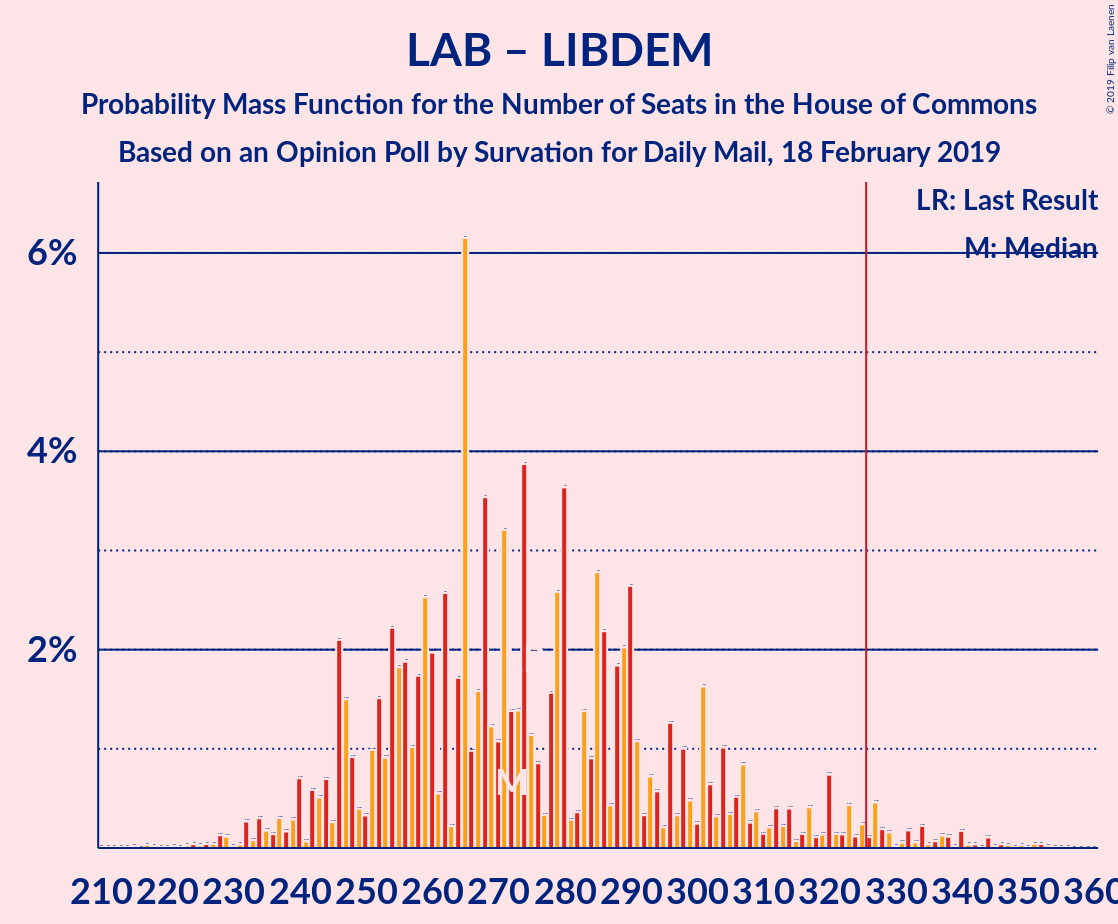 LAB – LIBDEM
Probability Mass Function for the Number of Seats in the House of Commons
Based on an Opinion Poll by Survation for Daily Mail, 18 February 2019
© 2019 Filip van Laenen
LR: Last Result
M: Median
6%
4%
2%
M
210 220 230 240 250 260 270 280 290 300 310 320 330 340 350 360